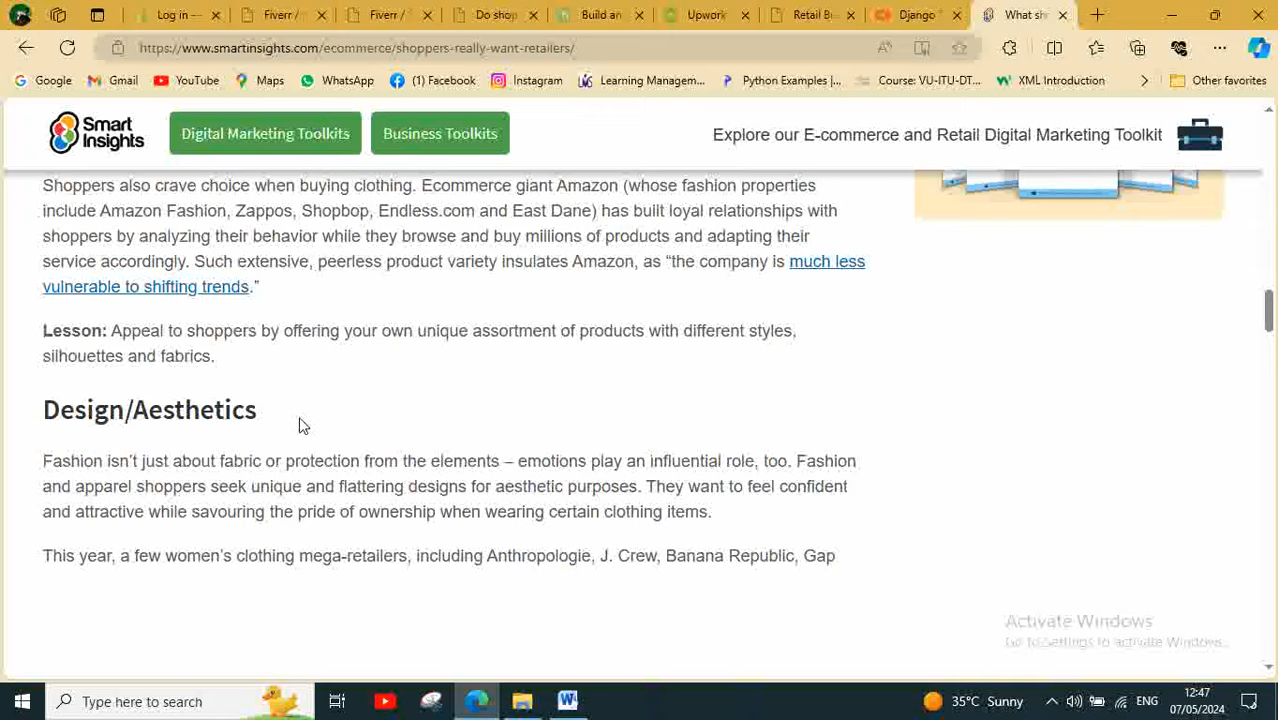 Log in —
Fiverr /
Fiverr /
Do shop
Build an
Upwork
Retail Bu
Django
What sh
https://www.smartinsights.com/ecommerce/shoppers-really-want-retailers/
Google
Gmail
YouTube
Maps
WhatsApp
(1) Facebook
Instagram
Learning Managem...
Python Examples |...
Course: VU-ITU-DT...
XML Introduction
Other favorites
Smart
Insights
Digital Marketing Toolkits
Business Toolkits
Explore our E-commerce and Retail Digital Marketing Toolkit
Shoppers also crave choice when buying clothing. Ecommerce giant Amazon (whose fashion properties
include Amazon Fashion, Zappos, Shopbop, Endless.com and East Dane) has built loyal relationships with
shoppers by analyzing their behavior while they browse and buy millions of products and adapting their
service accordingly. Such extensive, peerless product variety insulates Amazon, as “the company is much less
vulnerable to shifting trends.”
Lesson: Appeal to shoppers by offering your own unique assortment of products with different styles,
silhouettes and fabrics.
Design/Aesthetics
Fashion isn’t just about fabric or protection from the elements – emotions play an influential role, too. Fashion
and apparel shoppers seek unique and flattering designs for aesthetic purposes. They want to feel confident
and attractive while savouring the pride of ownership when wearing certain clothing items.
This year, a few women’s clothing mega-retailers, including Anthropologie, J. Crew, Banana Republic, Gap
Activate Windows
Go to Settings to activate Windows.
Type here to search
35°C Sunny
ENG
12:47
07/05/2024